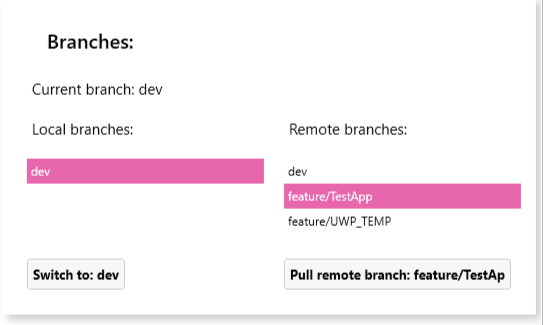 Branches:
Current branch: dev
Local branches:
Remote branches:
dev
dev
feature/TestApp
feature/UWP_TEMP
Switch to: dev
Pull remote branch: feature/TestAp